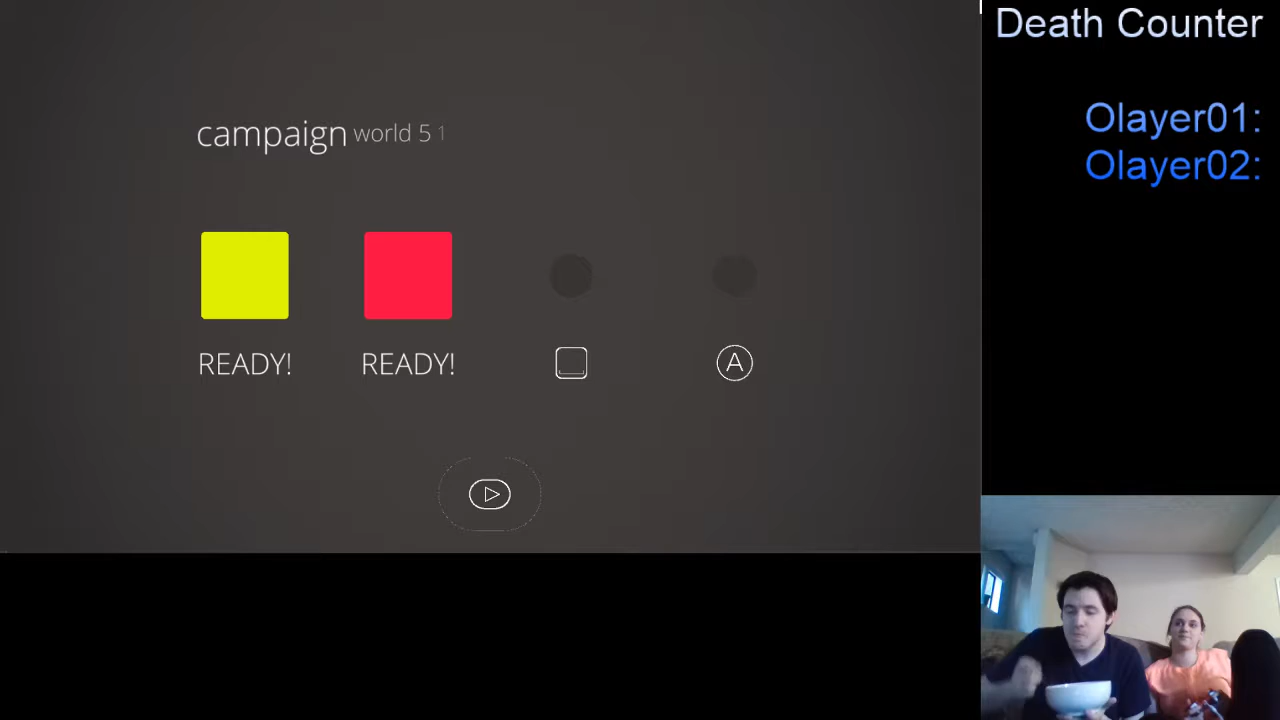 Death Counter
Olayer01:
Olayer02:
campaign world 5 1
READY! READY!
A